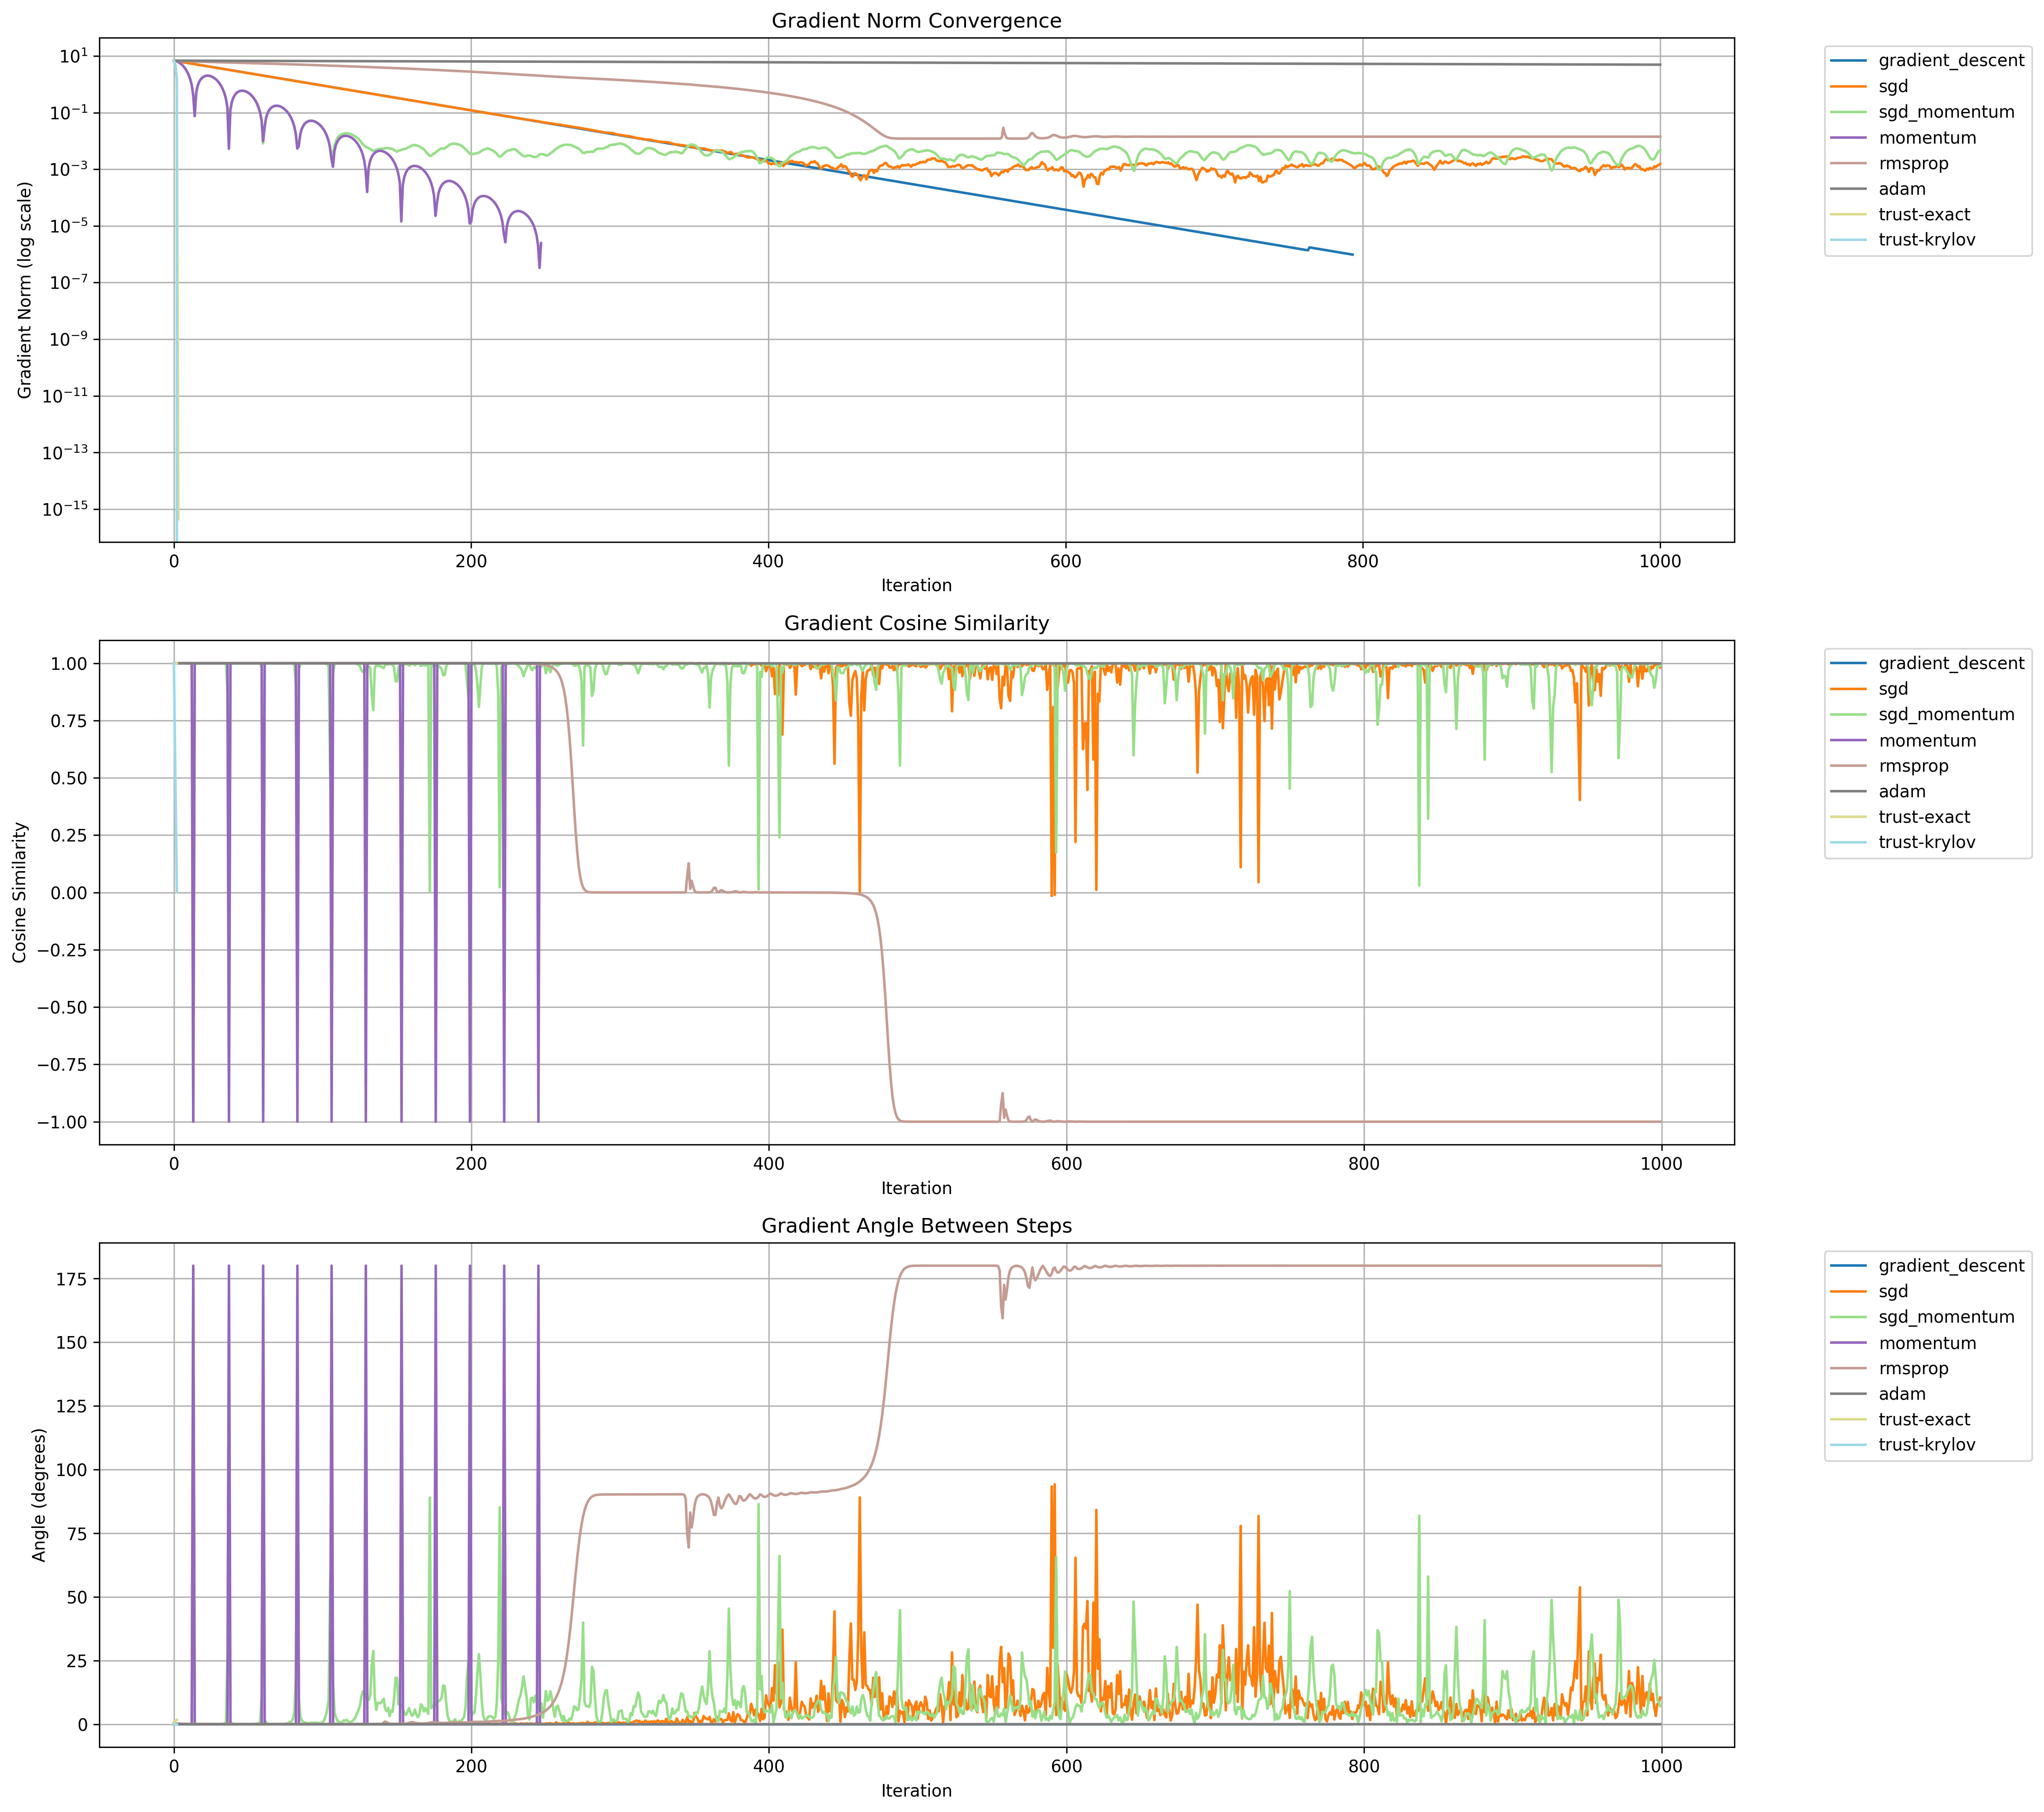 Gradient Norm Convergence
Gradient Norm (log scale)
10¹
10⁻¹
10⁻³
10⁻⁵
10⁻⁷
10⁻⁹
10⁻¹¹
10⁻¹³
10⁻¹⁵
0 200 400 600 800 1000
Iteration
gradient_descent
sgd
sgd_momentum
momentum
rmsprop
adam
trust-exact
trust-krylov
Gradient Cosine Similarity
Cosine Similarity
1.00
0.75
0.50
0.25
0.00
−0.25
−0.50
−0.75
−1.00
0 200 400 600 800 1000
Iteration
gradient_descent
sgd
sgd_momentum
momentum
rmsprop
adam
trust-exact
trust-krylov
Gradient Angle Between Steps
Angle (degrees)
175
150
125
100
75
50
25
0
0 200 400 600 800 1000
Iteration
gradient_descent
sgd
sgd_momentum
momentum
rmsprop
adam
trust-exact
trust-krylov